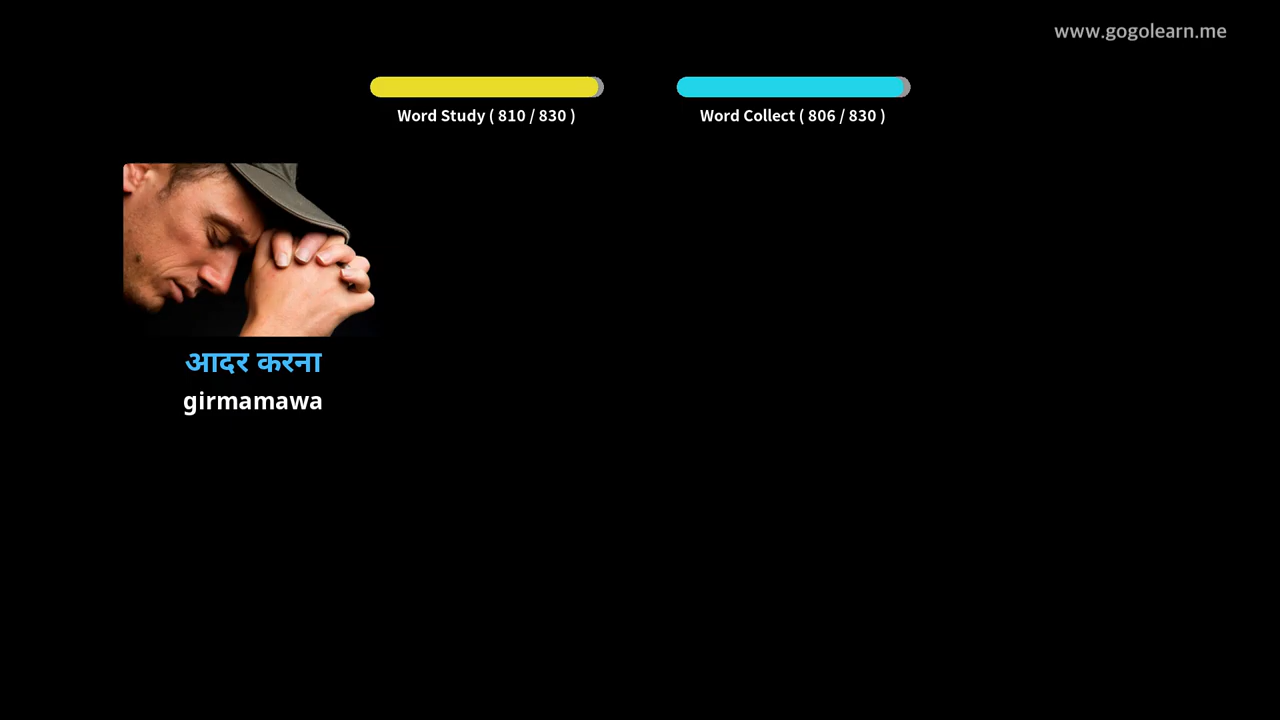 www.gogolearn.me
Word Study ( 810 / 830 )
Word Collect ( 806 / 830 )
आदर करना
girmamawa